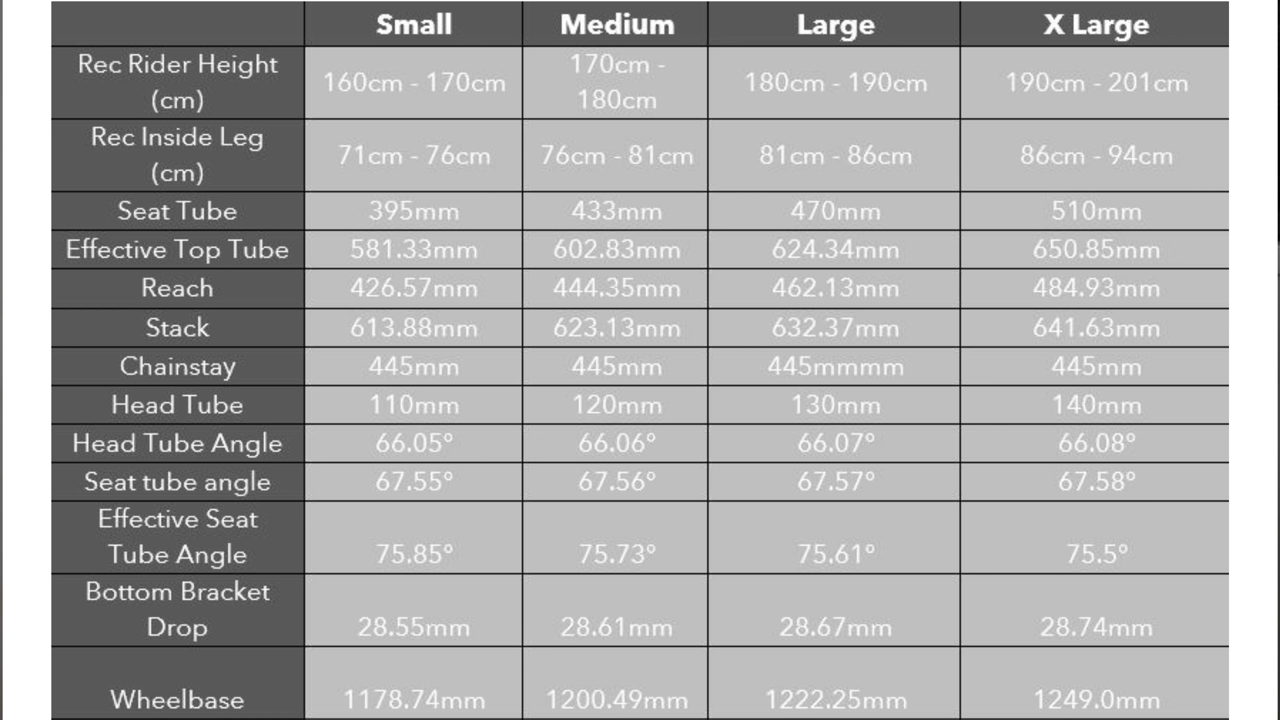 Small Medium Large X Large
Rec Rider Height (cm) 160cm - 170cm 170cm - 180cm 180cm - 190cm 190cm - 201cm
Rec Inside Leg (cm) 71cm - 76cm 76cm - 81cm 81cm - 86cm 86cm - 94cm
Seat Tube 395mm 433mm 470mm 510mm
Effective Top Tube 581.33mm 602.83mm 624.34mm 650.85mm
Reach 426.57mm 444.35mm 462.13mm 484.93mm
Stack 613.88mm 623.13mm 632.37mm 641.63mm
Chainstay 445mm 445mm 445mmmm 445mm
Head Tube 110mm 120mm 130mm 140mm
Head Tube Angle 66.05° 66.06° 66.07° 66.08°
Seat tube angle 67.55° 67.56° 67.57° 67.58°
Effective Seat Tube Angle 75.85° 75.73° 75.61° 75.5°
Bottom Bracket Drop 28.55mm 28.61mm 28.67mm 28.74mm
Wheelbase 1178.74mm 1200.49mm 1222.25mm 1249.0mm